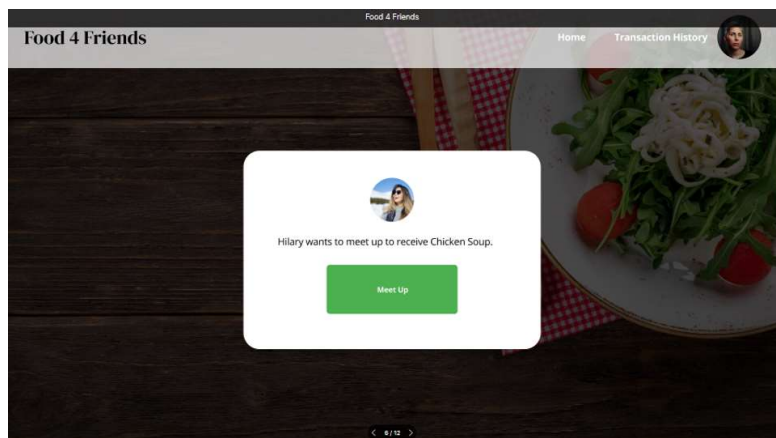 Food 4 Friends
Food 4 Friends
Home
Transaction History
Hilary wants to meet up to receive Chicken Soup.
Meet Up
6 / 12